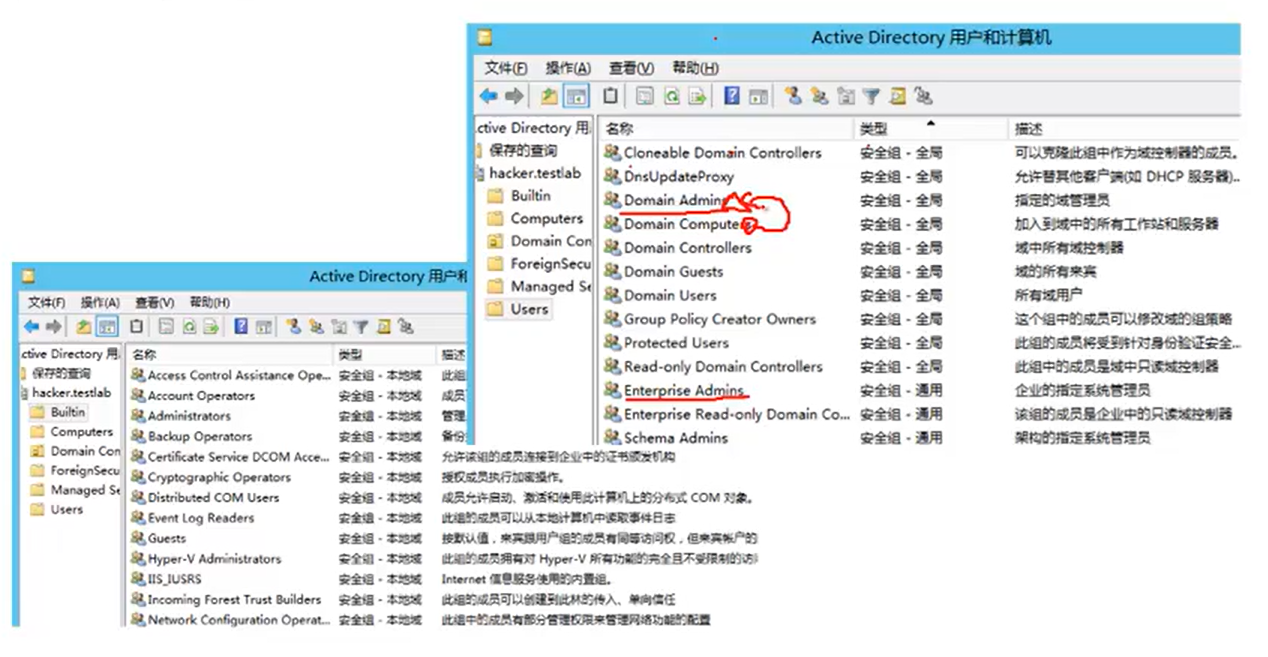 Active Directory 用户和计算机
文件(F) 操作(A) 查看(V) 帮助(H)
ctive Directory 用
保存的查询
hacker.testlab
Builtin
Computers
Domain Con
ForeignSecu
Managed Se
Users
名称 类型 描述
Cloneable Domain Controllers 安全组 - 全局 可以克隆此组中作为域控制器的成员。
DnsUpdateProxy 安全组 - 全局 允许替其他客户端(如 DHCP 服务器)...
Domain Admins 安全组 - 全局 指定的域管理员
Domain Computers 安全组 - 全局 加入到域中的所有工作站和服务器
Domain Controllers 安全组 - 全局 域中所有域控制器
Domain Guests 安全组 - 全局 域的所有来宾
Domain Users 安全组 - 全局 所有域用户
Group Policy Creator Owners 安全组 - 全局 这个组中的成员可以修改域的组策略
Protected Users 安全组 - 全局 此组的成员将受到针对身份验证安全...
Read-only Domain Controllers 安全组 - 全局 此组中的成员是域中只读域控制器
Enterprise Admins 安全组 - 通用 企业的指定系统管理员
Enterprise Read-only Domain Co... 安全组 - 通用 该组的成员是企业中的只读域控制器
Schema Admins 安全组 - 通用 架构的指定系统管理员
Active Directory 用户和
文件(F) 操作(A) 查看(V) 帮助(H)
ctive Directory 用
保存的查询
hacker.testlab
Builtin
Computers
Domain Con
ForeignSecu
Managed Se
Users
名称 类型 描述
Access Control Assistance Ope... 安全组 - 本地域 此组
Account Operators 安全组 - 本地域 成员
Administrators 安全组 - 本地域 管理
Backup Operators 安全组 - 本地域 备份
Certificate Service DCOM Acce... 安全组 - 本地域 允许该组的成员连接到企业中的证书颁发机构
Cryptographic Operators 安全组 - 本地域 授权成员执行加密操作。
Distributed COM Users 安全组 - 本地域 成员允许启动、激活和使用此计算机上的分布式 COM 对象。
Event Log Readers 安全组 - 本地域 此组的成员可以从本地计算机中读取事件日志
Guests 安全组 - 本地域 按默认值，来宾跟用户组的成员有同等访问权，但来宾帐户的
Hyper-V Administrators 安全组 - 本地域 此组的成员拥有对 Hyper-V 所有功能的完全且不受限制的访
IIS_IUSRS 安全组 - 本地域 Internet 信息服务使用的内置组。
Incoming Forest Trust Builders 安全组 - 本地域 此组的成员可以创建到此林的传入、单向信任
Network Configuration Operat... 安全组 - 本地域 此组中的成员有部分管理权限来管理网络功能的配置